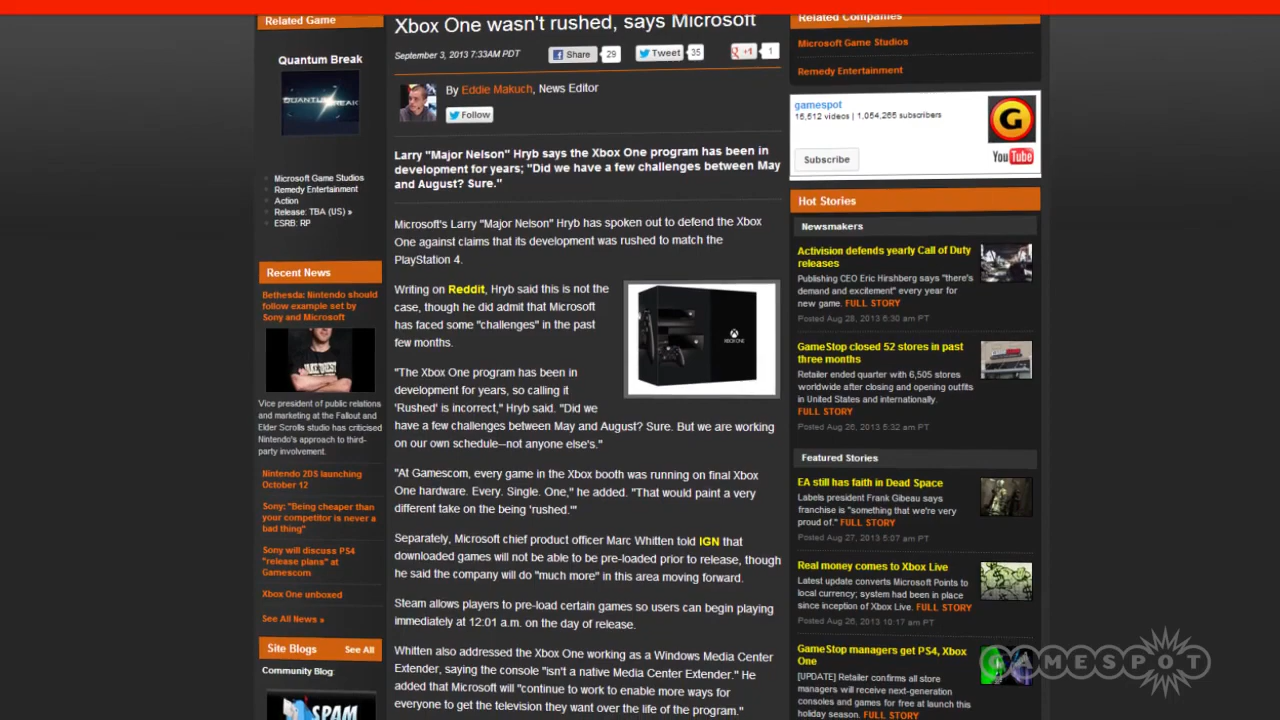 Related Game
Quantum Break
QUANTUM BREAK
Microsoft Game Studios
Remedy Entertainment
Action
Release: TBA (US) »
ESRB: RP
Recent News
Bethesda: Nintendo should
follow example set by
Sony and Microsoft
Vice president of public relations
and marketing at the Fallout and
Elder Scrolls studio has criticised
Nintendo's approach to third-
party involvement.
Nintendo 2DS launching
October 12
Sony: "Being cheaper than
your competitor is never a
bad thing"
Sony will discuss PS4
"release plans" at
Gamescom
Xbox One unboxed
See All News »
Site Blogs See All
Community Blog
SPAM
Xbox One wasn't rushed, says Microsoft
September 3, 2013 7:33AM PDT
Share 29 Tweet 35 +1 1
By Eddie Makuch, News Editor
Follow
Larry "Major Nelson" Hryb says the Xbox One program has been in
development for years; "Did we have a few challenges between May
and August? Sure."
Microsoft's Larry "Major Nelson" Hryb has spoken out to defend the Xbox
One against claims that its development was rushed to match the
PlayStation 4.
Writing on Reddit, Hryb said this is not the
case, though he did admit that Microsoft
has faced some "challenges" in the past
few months.
XBOX ONE
"The Xbox One program has been in
development for years, so calling it
'Rushed' is incorrect," Hryb said. "Did we
have a few challenges between May and August? Sure. But we are working
on our own schedule--not anyone else's."
"At Gamescom, every game in the Xbox booth was running on final Xbox
One hardware. Every. Single. One," he added. "That would paint a very
different take on the being 'rushed.'"
Separately, Microsoft chief product officer Marc Whitten told IGN that
downloaded games will not be able to be pre-loaded prior to release, though
he said the company will do "much more" in this area moving forward.
Steam allows players to pre-load certain games so users can begin playing
immediately at 12:01 a.m. on the day of release.
Whitten also addressed the Xbox One working as a Windows Media Center
Extender, saying the console "isn't a native Media Center Extender." He
added that Microsoft will "continue to work to enable more ways for
everyone to get the television they want over the life of the program."
Related Companies
Microsoft Game Studios
Remedy Entertainment
gamespot
15,612 videos | 1,054,265 subscribers
Subscribe
YouTube
Hot Stories
Newsmakers
Activision defends yearly Call of Duty
releases
Publishing CEO Eric Hirshberg says "there's
demand and excitement" every year for
new game. FULL STORY
Posted Aug 28, 2013 6:30 am PT
GameStop closed 52 stores in past
three months
Retailer ended quarter with 6,505 stores
worldwide after closing and opening outfits
in United States and internationally.
FULL STORY
Posted Aug 26, 2013 5:32 am PT
Featured Stories
EA still has faith in Dead Space
Labels president Frank Gibeau says
franchise is "something that we're very
proud of." FULL STORY
Posted Aug 27, 2013 5:07 am PT
Real money comes to Xbox Live
Latest update converts Microsoft Points to
local currency; system had been in place
since inception of Xbox Live. FULL STORY
Posted Aug 26, 2013 10:17 am PT
GameStop managers get PS4, Xbox
One
[UPDATE] Retailer confirms all store
managers will receive next-generation
consoles and games for free at launch this
holiday season. FULL STORY
GAMESPOT